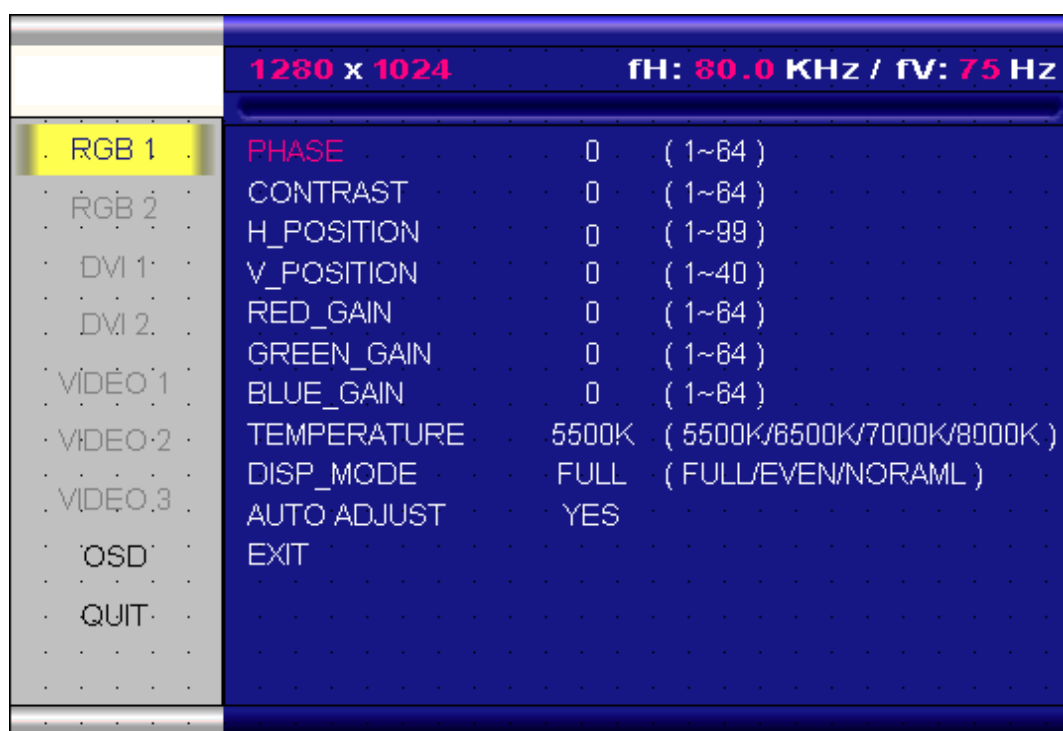 1280 x 1024 fH: 80.0 KHz / fV: 75 Hz
RGB 1
RGB 2
DVI 1
DVI 2
VIDEO 1
VIDEO 2
VIDEO 3
OSD
QUIT
PHASE 0 ( 1~64 )
CONTRAST 0 ( 1~64 )
H_POSITION 0 ( 1~99 )
V_POSITION 0 ( 1~40 )
RED_GAIN 0 ( 1~64 )
GREEN_GAIN 0 ( 1~64 )
BLUE_GAIN 0 ( 1~64 )
TEMPERATURE 5500K ( 5500K/6500K/7000K/8000K )
DISP_MODE FULL ( FULL/EVEN/NORAML )
AUTO ADJUST YES
EXIT